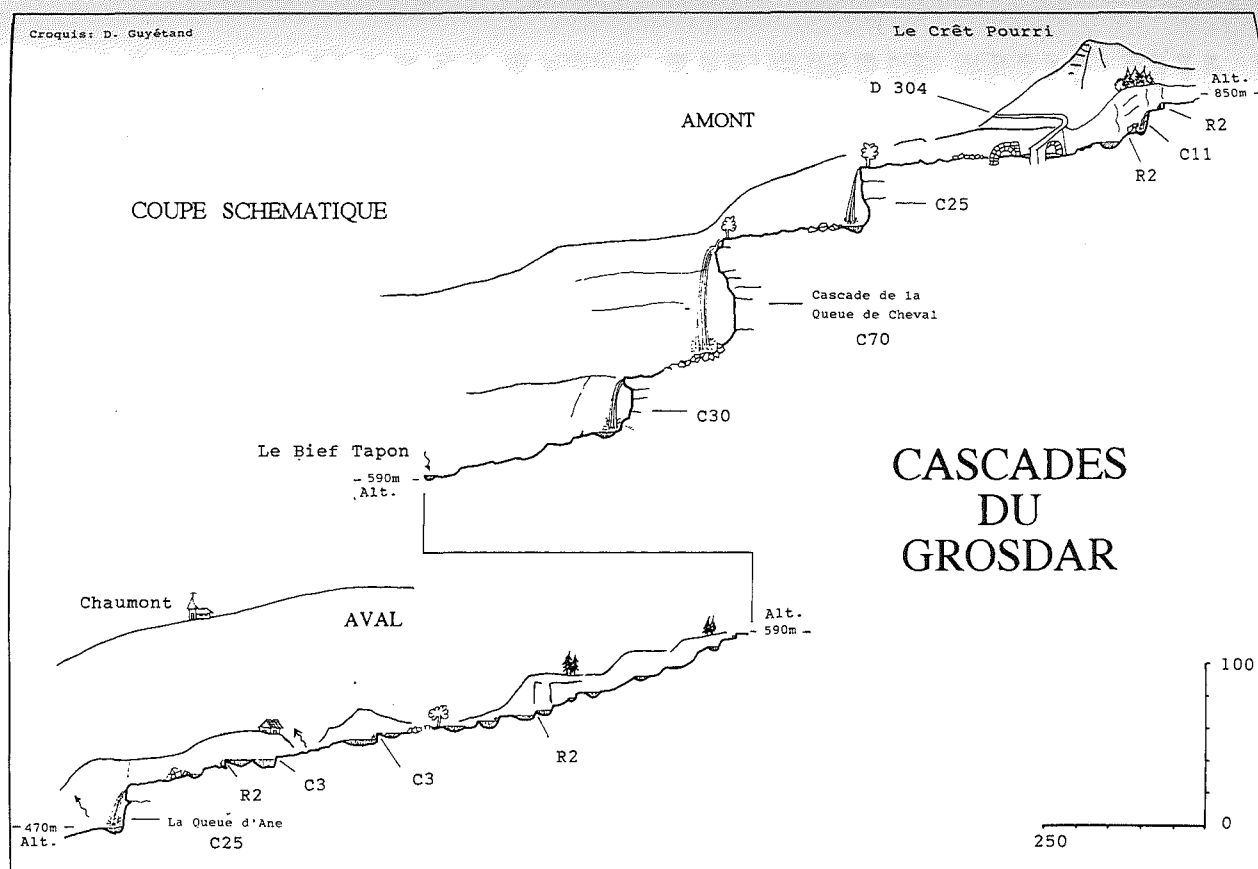 Croquis: D. Guyétand
Le Crêt Pourri
D 304
Alt.
850m
AMONT
R2
C11
R2
COUPE SCHEMATIQUE
C25
Cascade de la
Queue de Cheval
C70
C30
Le Bief Tapon
590m
Alt.
CASCADES
DU
GROSDAR
Chaumont
AVAL
Alt.
590m
100
R2
C3
C3
R2
La Queue d'Ane
C25
470m
Alt.
0
250